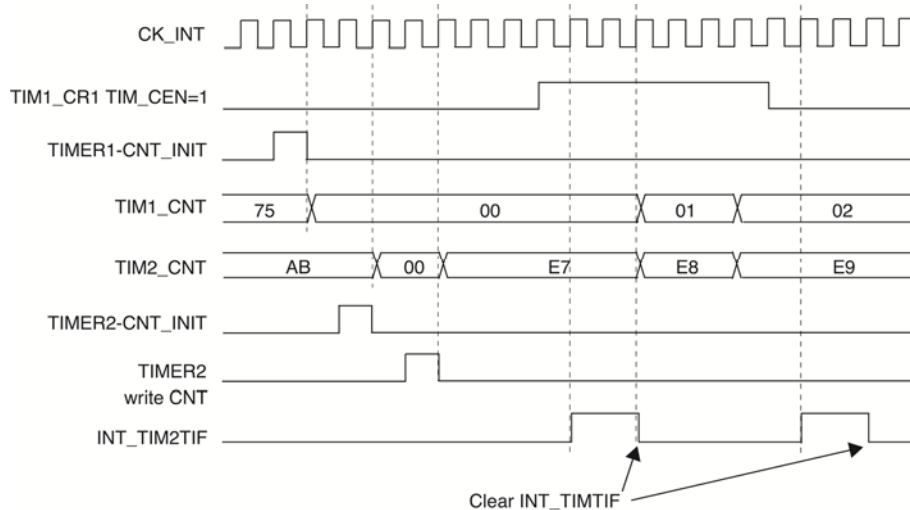 CK_INT
TIM1_CR1 TIM_CEN=1
TIMER1-CNT_INIT
TIM1_CNT
75
00
01
02
TIM2_CNT
AB
00
E7
E8
E9
TIMER2-CNT_INIT
TIMER2
write CNT
INT_TIM2TIF
Clear INT_TIMTIF